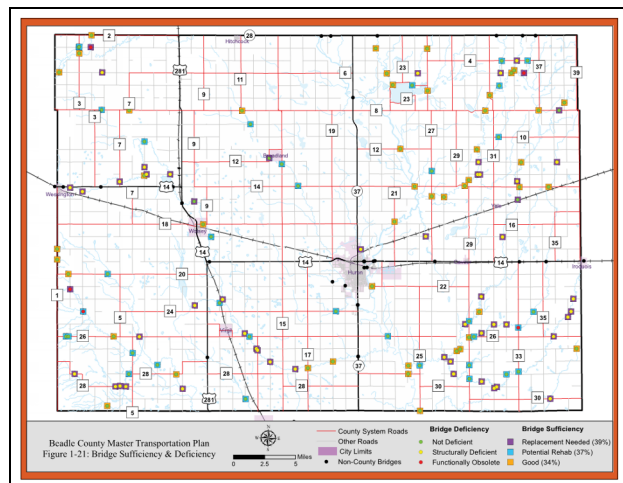 2
28
Hitchcock
281
11
6
4
23
37
39
9
23
3
7
3
8
19
27
10
7
9
12
12
29
31
Broadland
14
21
37
Wessington
7
14
9
16
18
Wolsey
29
35
14
Huron
14
Iroquois
20
22
1
5
24
15
35
26
Virgil
26
17
25
33
28
28
28
28
37
30
30
5
281
Beadle County Master Transportation Plan
Figure 1-21: Bridge Sufficiency & Deficiency
N
W
E
S
0
2.5
5
Miles
County System Roads
Other Roads
City Limits
Non-County Bridges
Bridge Deficiency
Not Deficient
Structurally Deficient
Functionally Obsolete
Bridge Sufficiency
Replacement Needed (39%)
Potential Rehab (37%)
Good (34%)